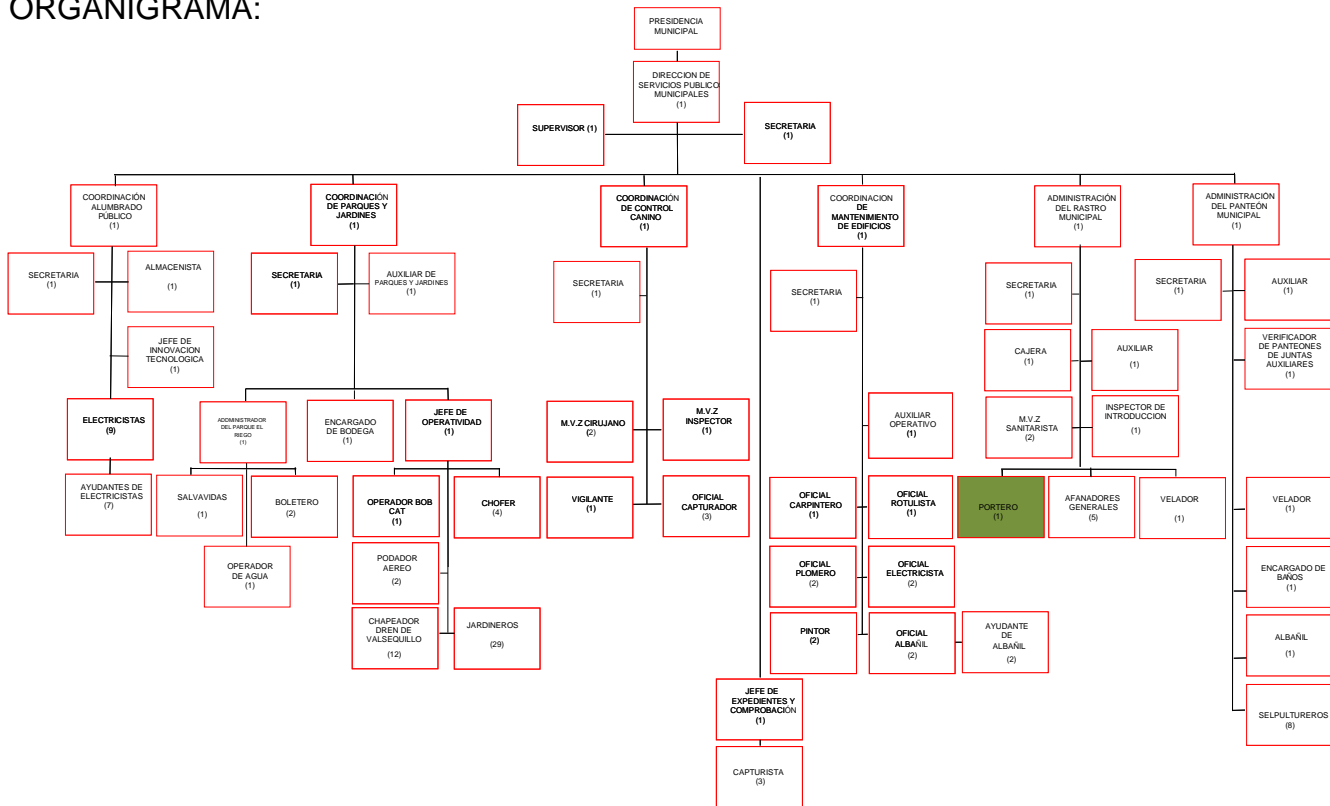 ORGANIGRAMA:
PRESIDENCIA
MUNICIPAL
DIRECCION DE
SERVICIOS PUBLICO
MUNICIPALES
(1)
SUPERVISOR (1)
SECRETARIA
(1)
COORDINACIÓN
ALUMBRADO
PÚBLICO
(1)
COORDINACIÓN
DE PARQUES Y
JARDINES
(1)
COORDINACIÓN
DE CONTROL
CANINO
(1)
COORDINACION
DE
MANTENIMIENTO
DE EDIFICIOS
(1)
ADMINISTRACIÓN
DEL RASTRO
MUNICIPAL
(1)
ADMINISTRACIÓN
DEL PANTEÓN
MUNICIPAL
(1)
SECRETARIA
(1)
ALMACENISTA
(1)
JEFE DE
INNOVACION
TECNOLOGICA
(1)
ELECTRICISTAS
(9)
AYUDANTES DE
ELECTRICISTAS
(7)
SECRETARIA
(1)
AUXILIAR DE
PARQUES Y JARDINES
(1)
ADDMINISTRADOR
DEL PARQUE EL
RIEGO
(1)
ENCARGADO
DE BODEGA
(1)
JEFE DE
OPERATIVIDAD
(1)
SALVAVIDAS
(1)
BOLETERO
(2)
OPERADOR
DE AGUA
(1)
OPERADOR BOB
CAT
(1)
CHOFER
(4)
PODADOR
AEREO
(2)
CHAPEADOR
DREN DE
VALSEQUILLO
(12)
JARDINEROS
(29)
SECRETARIA
(1)
M.V.Z CIRUJANO
(2)
M.V.Z
INSPECTOR
(1)
VIGILANTE
(1)
OFICIAL
CAPTURADOR
(3)
JEFE DE
EXPEDIENTES Y
COMPROBACIÓN
(1)
CAPTURISTA
(3)
SECRETARIA
(1)
AUXILIAR
OPERATIVO
(1)
OFICIAL
CARPINTERO
(1)
OFICIAL
ROTULISTA
(1)
OFICIAL
PLOMERO
(2)
OFICIAL
ELECTRICISTA
(2)
PINTOR
(2)
OFICIAL
ALBAÑIL
(2)
AYUDANTE
DE
ALBAÑIL
(2)
SECRETARIA
(1)
CAJERA
(1)
AUXILIAR
(1)
M.V.Z
SANITARISTA
(2)
INSPECTOR DE
INTRODUCCION
(1)
PORTERO
(1)
AFANADORES
GENERALES
(5)
VELADOR
(1)
SECRETARIA
(1)
AUXILIAR
(1)
VERIFICADOR
DE PANTEONES
DE JUNTAS
AUXILIARES
(1)
VELADOR
(1)
ENCARGADO DE
BAÑOS
(1)
ALBAÑIL
(1)
SELPULTUREROS
(8)